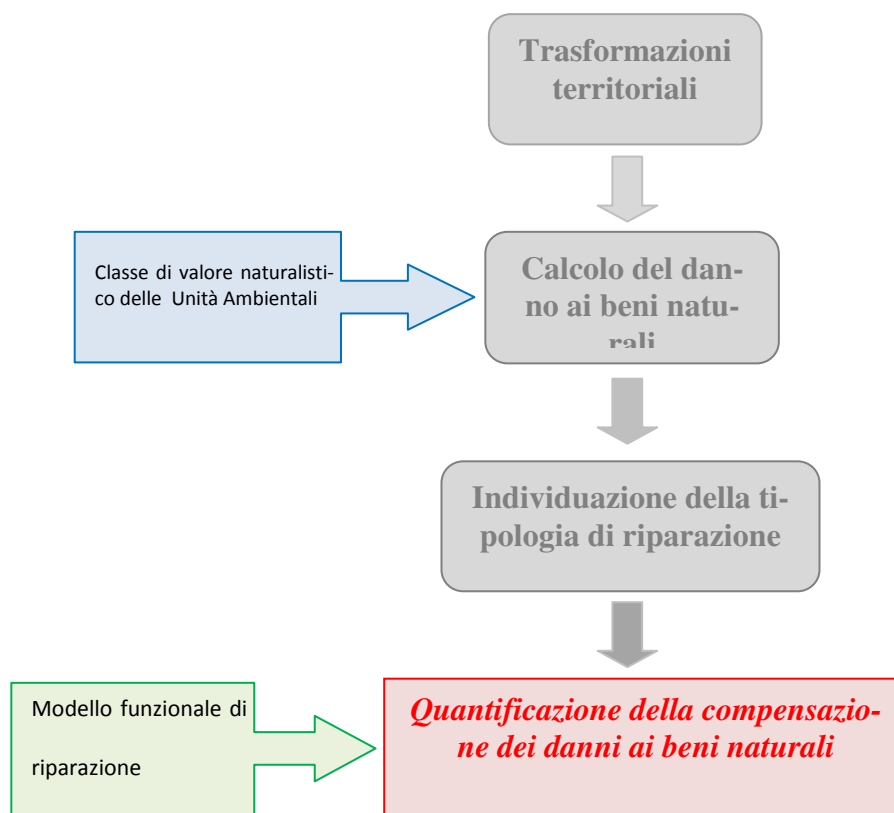 Trasformazioni
territoriali
Classe di valore naturalisti-
co delle Unità Ambientali
Calcolo del dan-
no ai beni natu-
rali
Individuazione della ti-
pologia di riparazione
Modello funzionale di
riparazione
Quantificazione della compensazio-
ne dei danni ai beni naturali